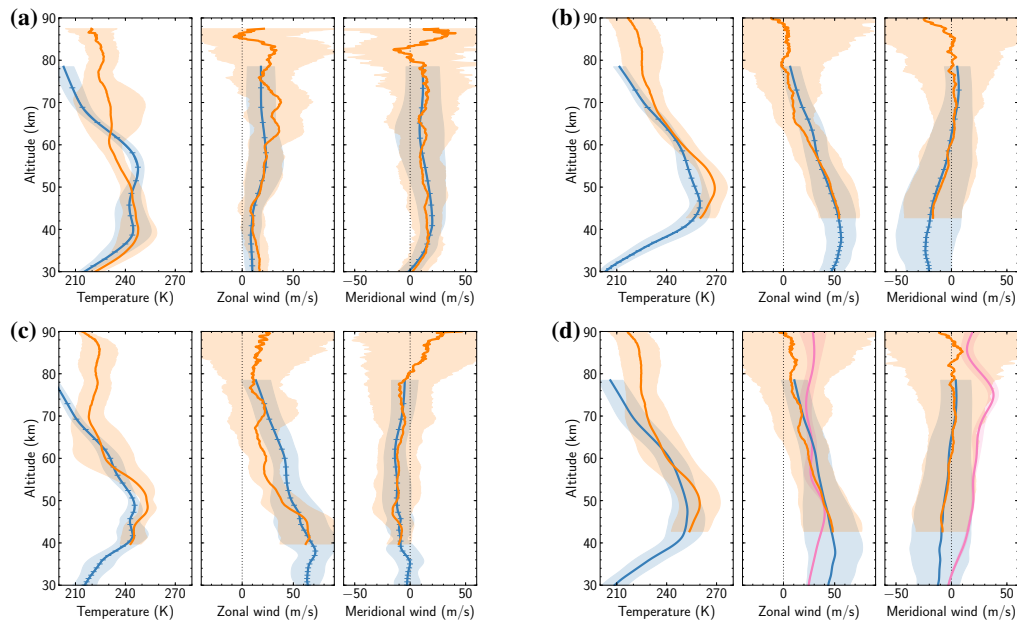 (a)
90
80
70
60
50
40
30
Altitude (km)
210 240 270
Temperature (K)
0 50
Zonal wind (m/s)
−50 0 50
Meridional wind (m/s)
(b)
90
80
70
60
50
40
30
Altitude (km)
210 240 270
Temperature (K)
0 50
Zonal wind (m/s)
−50 0 50
Meridional wind (m/s)
(c)
90
80
70
60
50
40
30
Altitude (km)
210 240 270
Temperature (K)
0 50
Zonal wind (m/s)
−50 0 50
Meridional wind (m/s)
(d)
90
80
70
60
50
40
30
Altitude (km)
210 240 270
Temperature (K)
0 50
Zonal wind (m/s)
−50 0 50
Meridional wind (m/s)